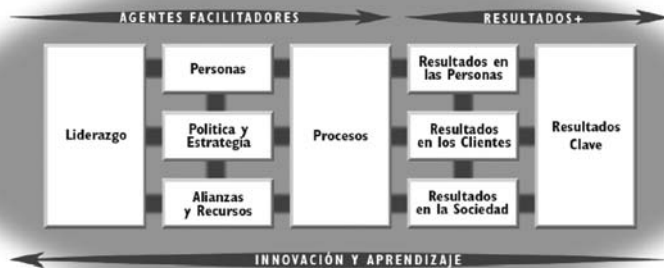 AGENTES FACILITADORES
RESULTADOS+
Liderazgo
Personas
Política y
Estrategía
Alianzas
y Recursos
Procesos
Resultados en
las Personas
Resultados
en los Clientes
Resultados
en la Sociedad
Resultados
Clave
INNOVACIÓN Y APRENDIZAJE